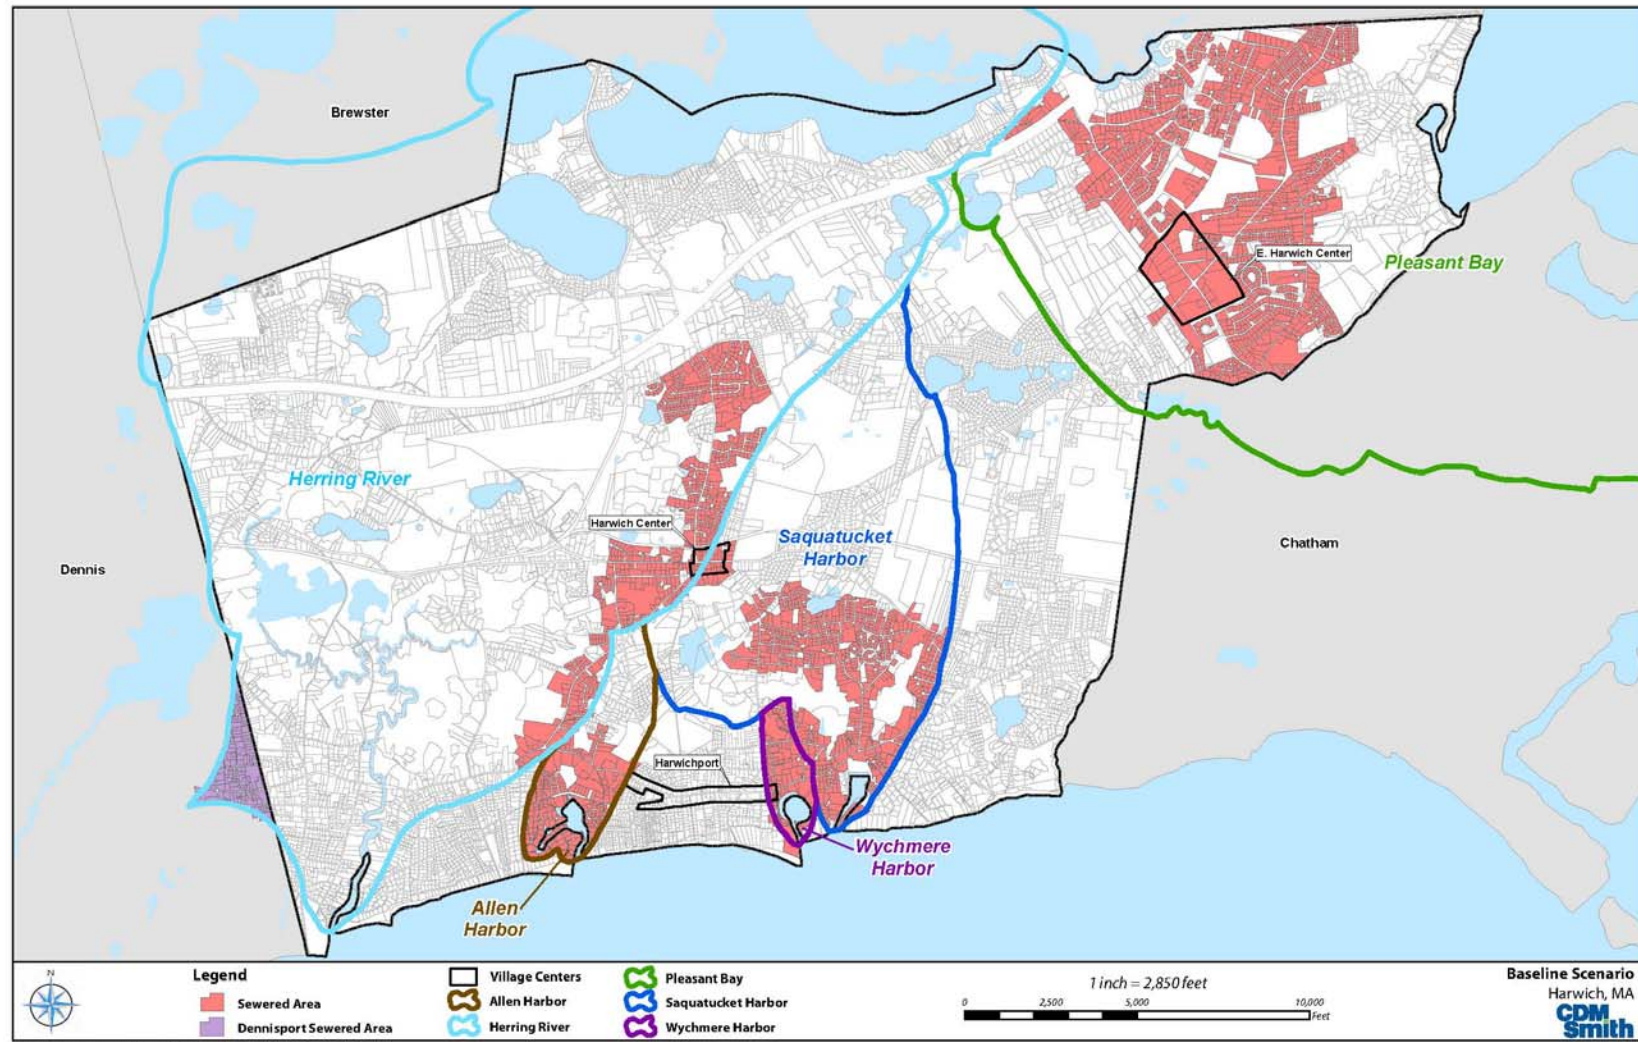 Brewster
E. Harwich Center
Pleasant Bay
Herring River
Harwich Center
Saquatucket
Harbor
Chatham
Dennis
Harwichport
Wychmere
Harbor
Allen
Harbor
N
Legend
Sewered Area
Dennisport Sewered Area
Village Centers
Allen Harbor
Herring River
Pleasant Bay
Saquatucket Harbor
Wychmere Harbor
1 inch = 2,850 feet
0 2,500 5,000 10,000
Feet
Baseline Scenario
Harwich, MA
CDM
Smith